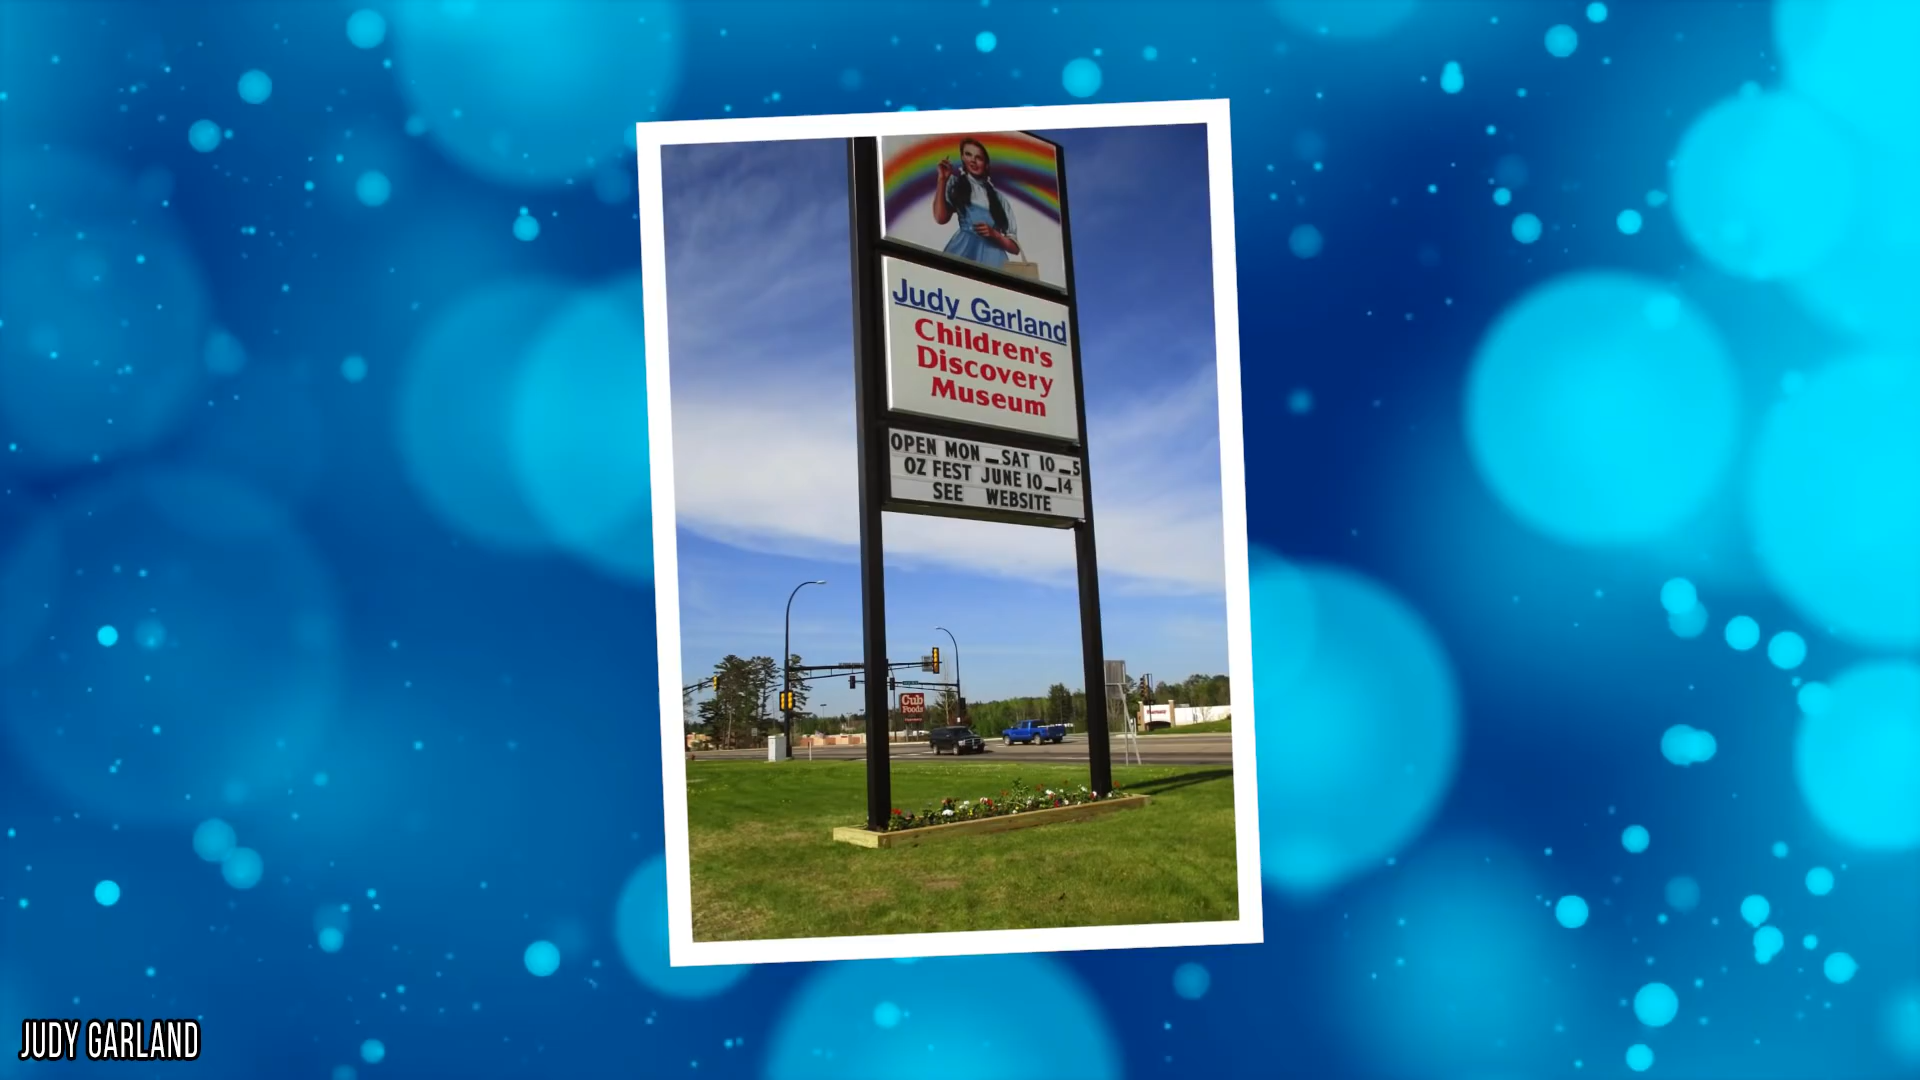 Judy Garland
Children's
Discovery
Museum
OPEN MON _ SAT 10 _ 5
OZ FEST JUNE 10 _ 14
SEE WEBSITE
Cub
Foods
JUDY GARLAND